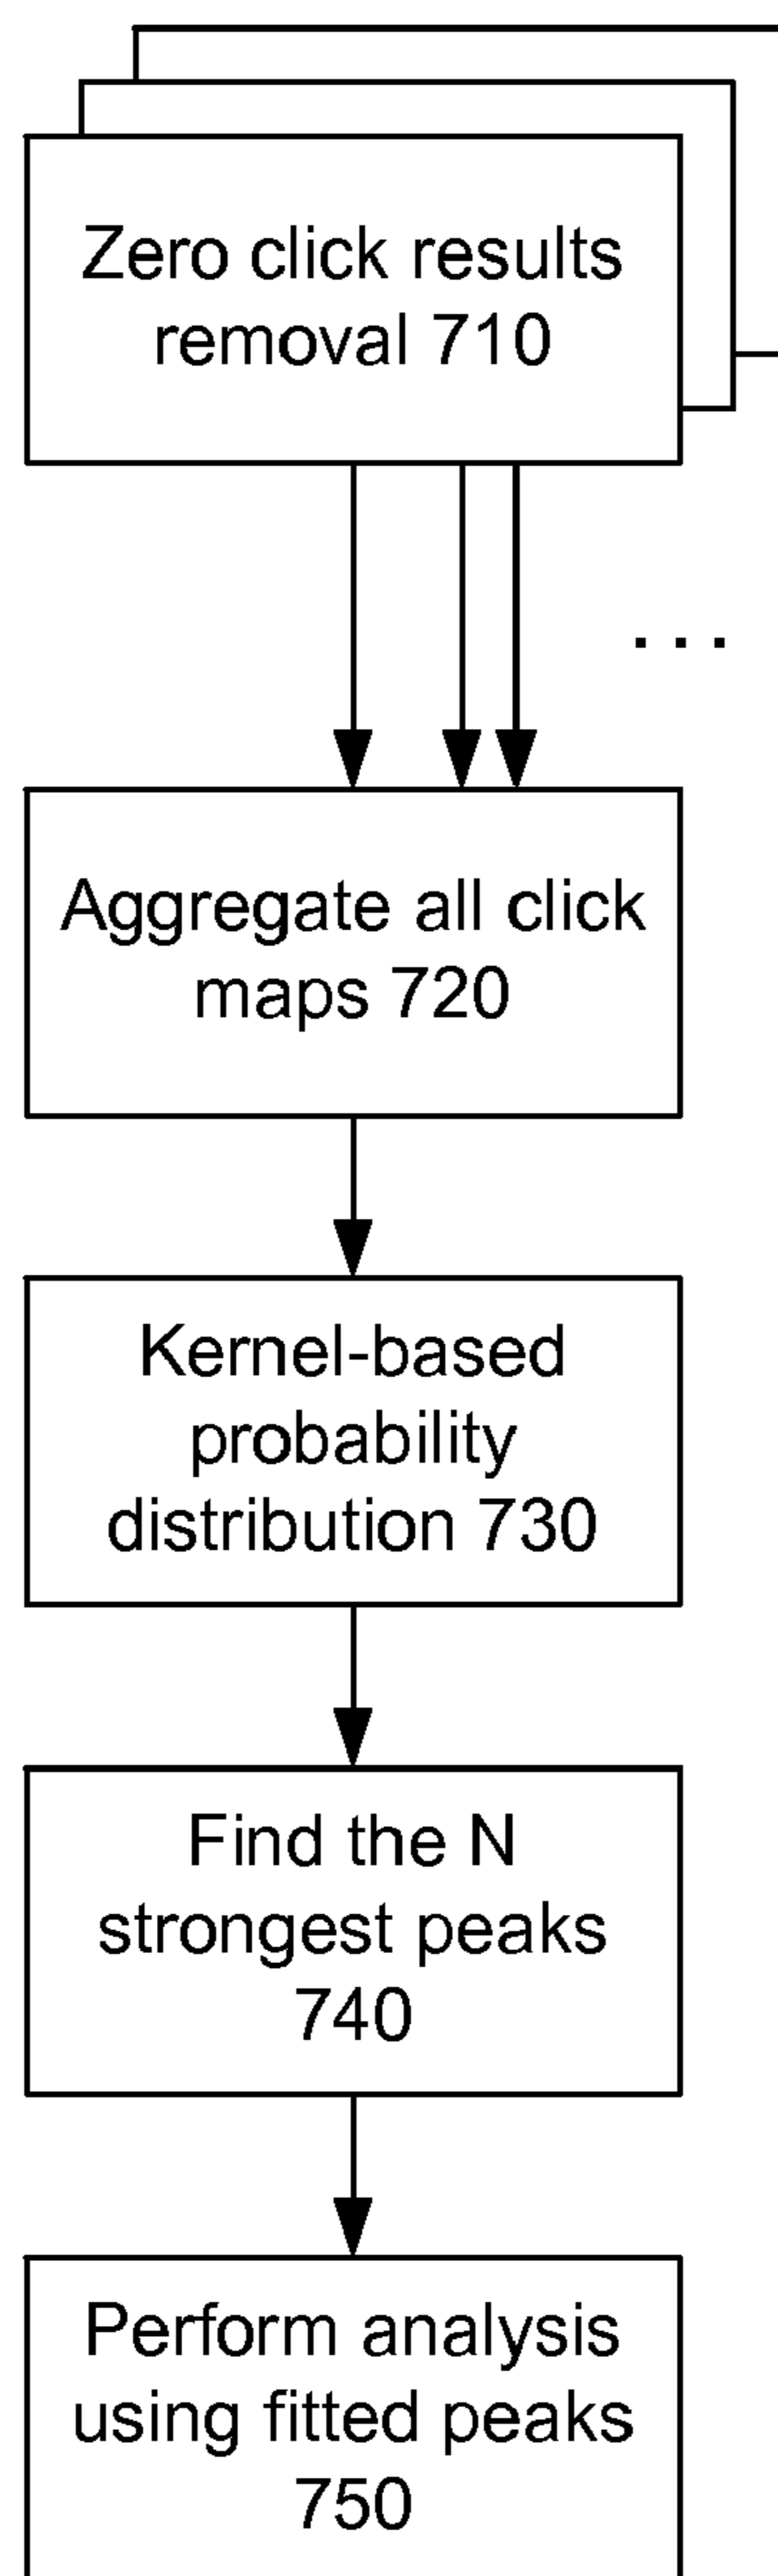 Zero click results
removal 710
. . .
Aggregate all click
maps 720
Kernel-based
probability
distribution 730
Find the N
strongest peaks
740
Perform analysis
using fitted peaks
750